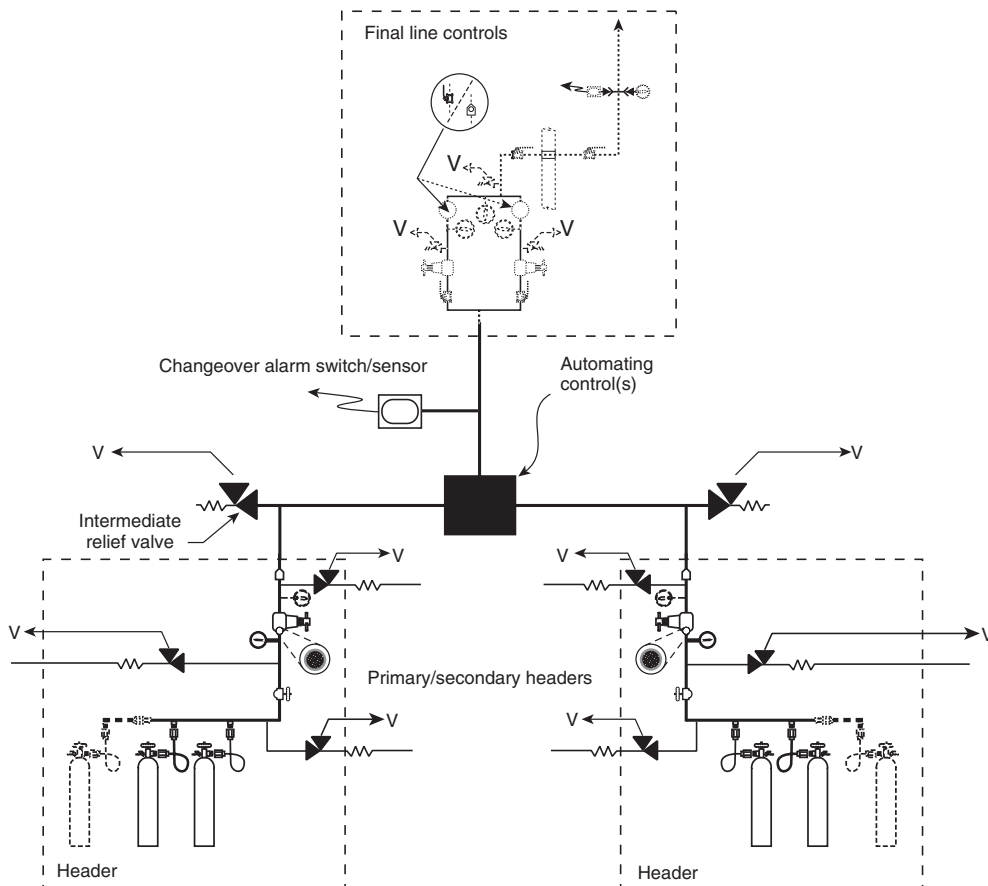 Final line controls
V
V
V
Changeover alarm switch/sensor
Automating
control(s)
V
V
Intermediate
relief valve
V
V
V
V
Primary/secondary headers
V
V
Header
Header